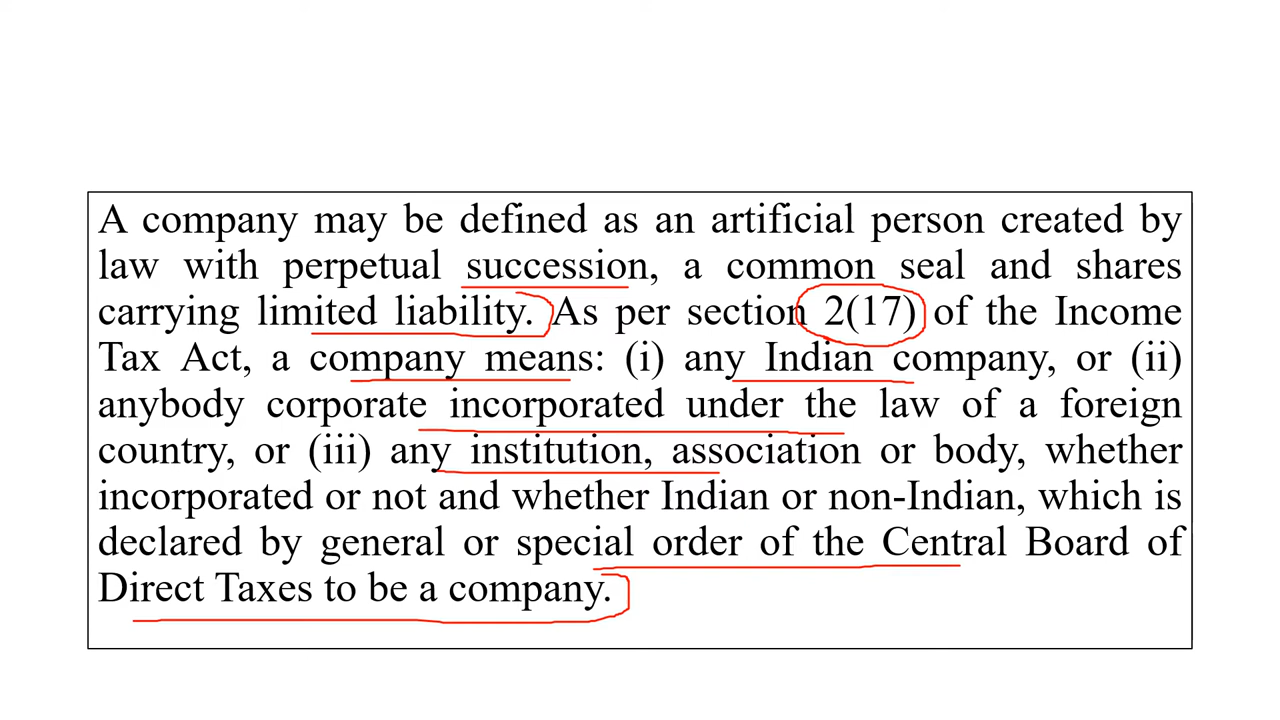 A company may be defined as an artificial person created by
law with perpetual succession, a common seal and shares
carrying limited liability. As per section 2(17) of the Income
Tax Act, a company means: (i) any Indian company, or (ii)
anybody corporate incorporated under the law of a foreign
country, or (iii) any institution, association or body, whether
incorporated or not and whether Indian or non-Indian, which is
declared by general or special order of the Central Board of
Direct Taxes to be a company.